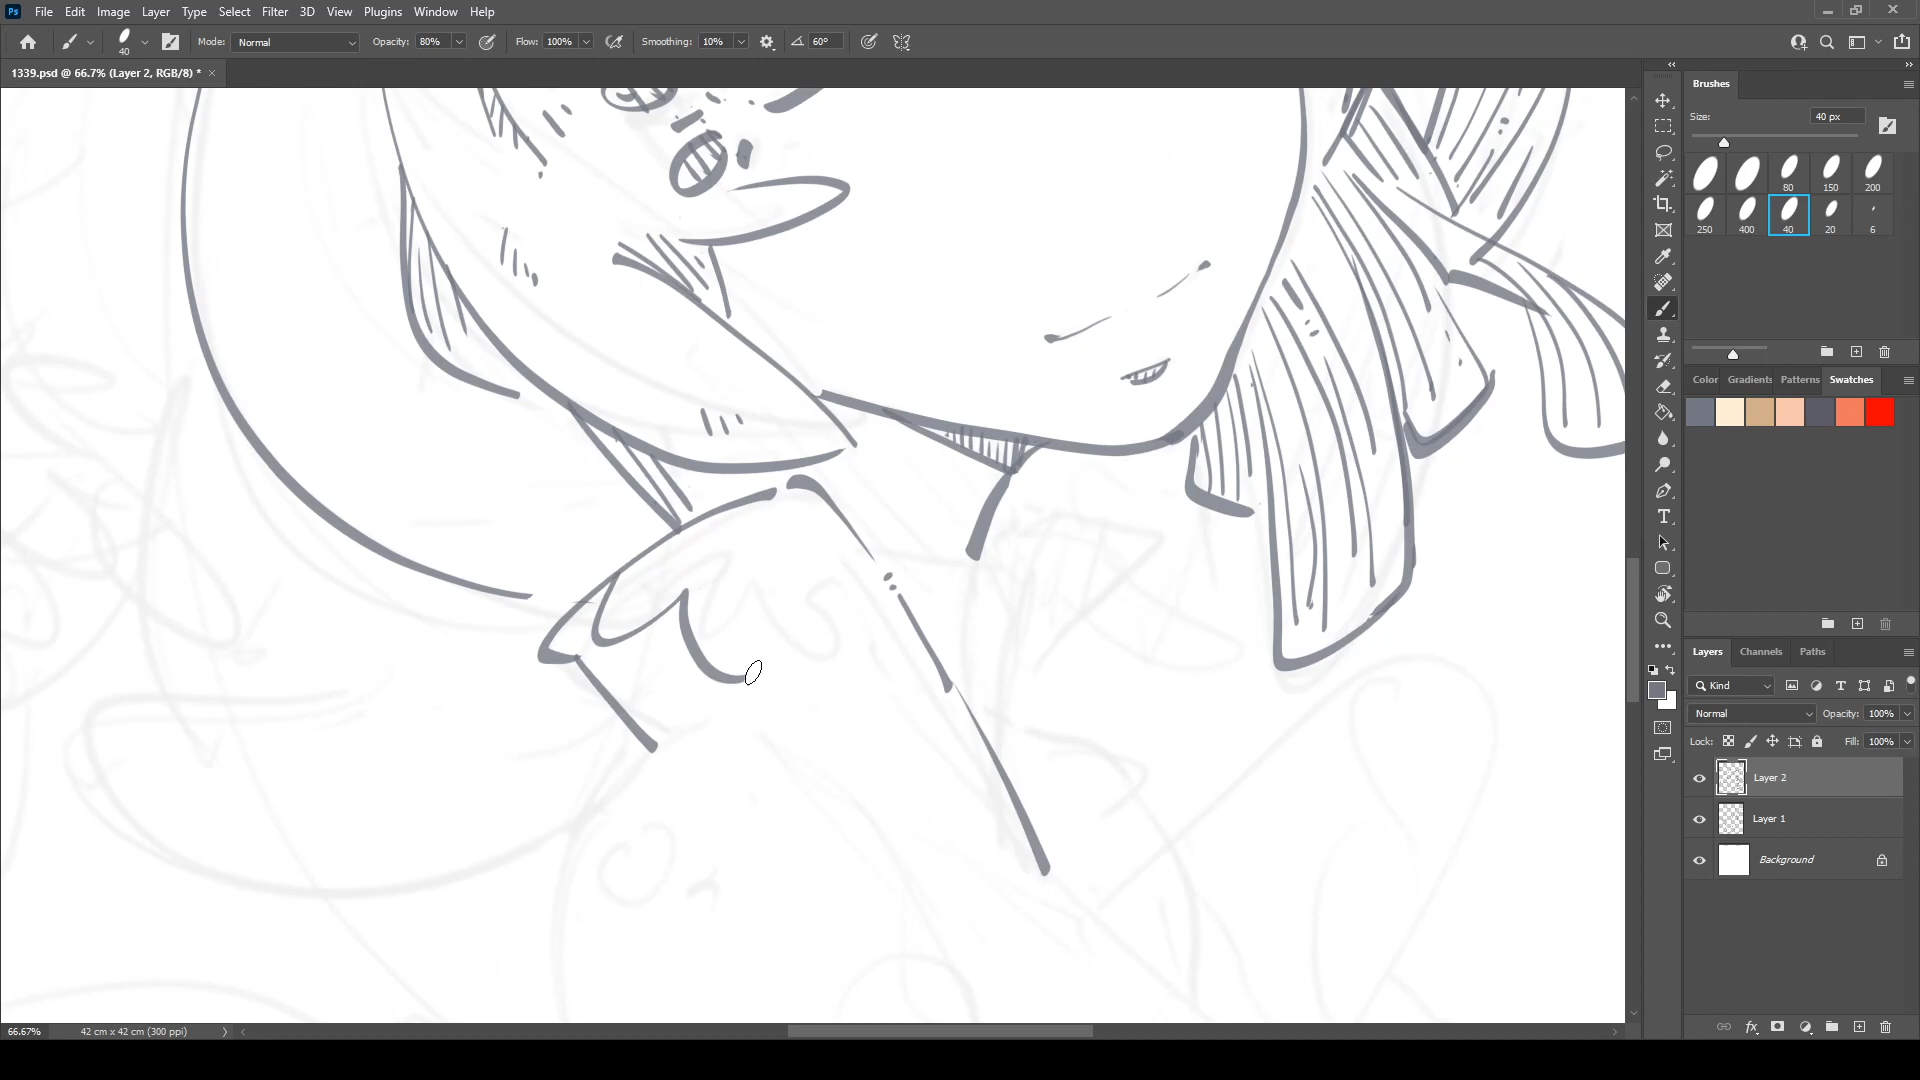 Ps File Edit Image Layer Type Select Filter 3D View Plugins Window Help
40 Mode: Normal Opacity: 80% Flow: 100% Smoothing: 10% 60°
1339.psd @ 66.7% (Layer 2, RGB/8) * ×
Brushes
Size: 40 px
80 150 200
250 400 40 20 6
Color Gradients Patterns Swatches
Layers Channels Paths
Kind
Normal Opacity: 100%
Lock: Fill: 100%
Layer 2
Layer 1
Background
fx
66.67% 42 cm x 42 cm (300 ppi)